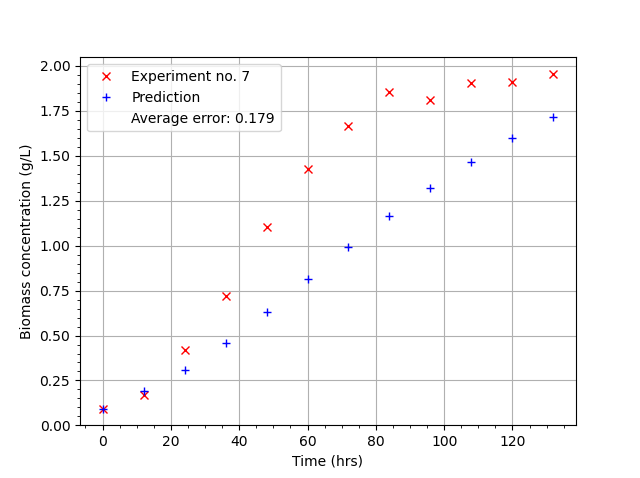 Experiment no. 7
Prediction
Average error: 0.179
2.00
1.75
1.50
1.25
1.00
0.75
0.50
0.25
0.00
Biomass concentration (g/L)
0 20 40 60 80 100 120
Time (hrs)